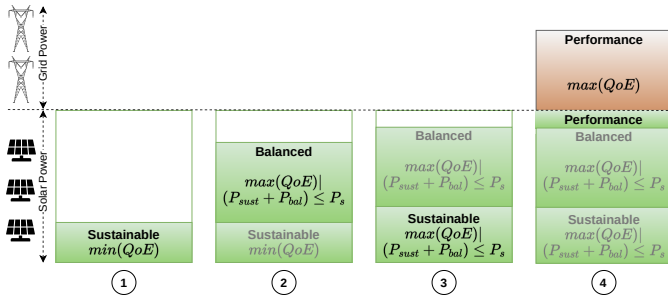 Grid Power
Solar Power
Sustainable
min(QoE)
1
Balanced
max(QoE)|
(P_sust + P_bal) ≤ P_s
Sustainable
min(QoE)
2
Balanced
max(QoE)|
(P_sust + P_bal) ≤ P_s
Sustainable
max(QoE)|
(P_sust + P_bal) ≤ P_s
3
Performance
max(QoE)
Performance
Balanced
max(QoE)|
(P_sust + P_bal) ≤ P_s
Sustainable
max(QoE)|
(P_sust + P_bal) ≤ P_s
4